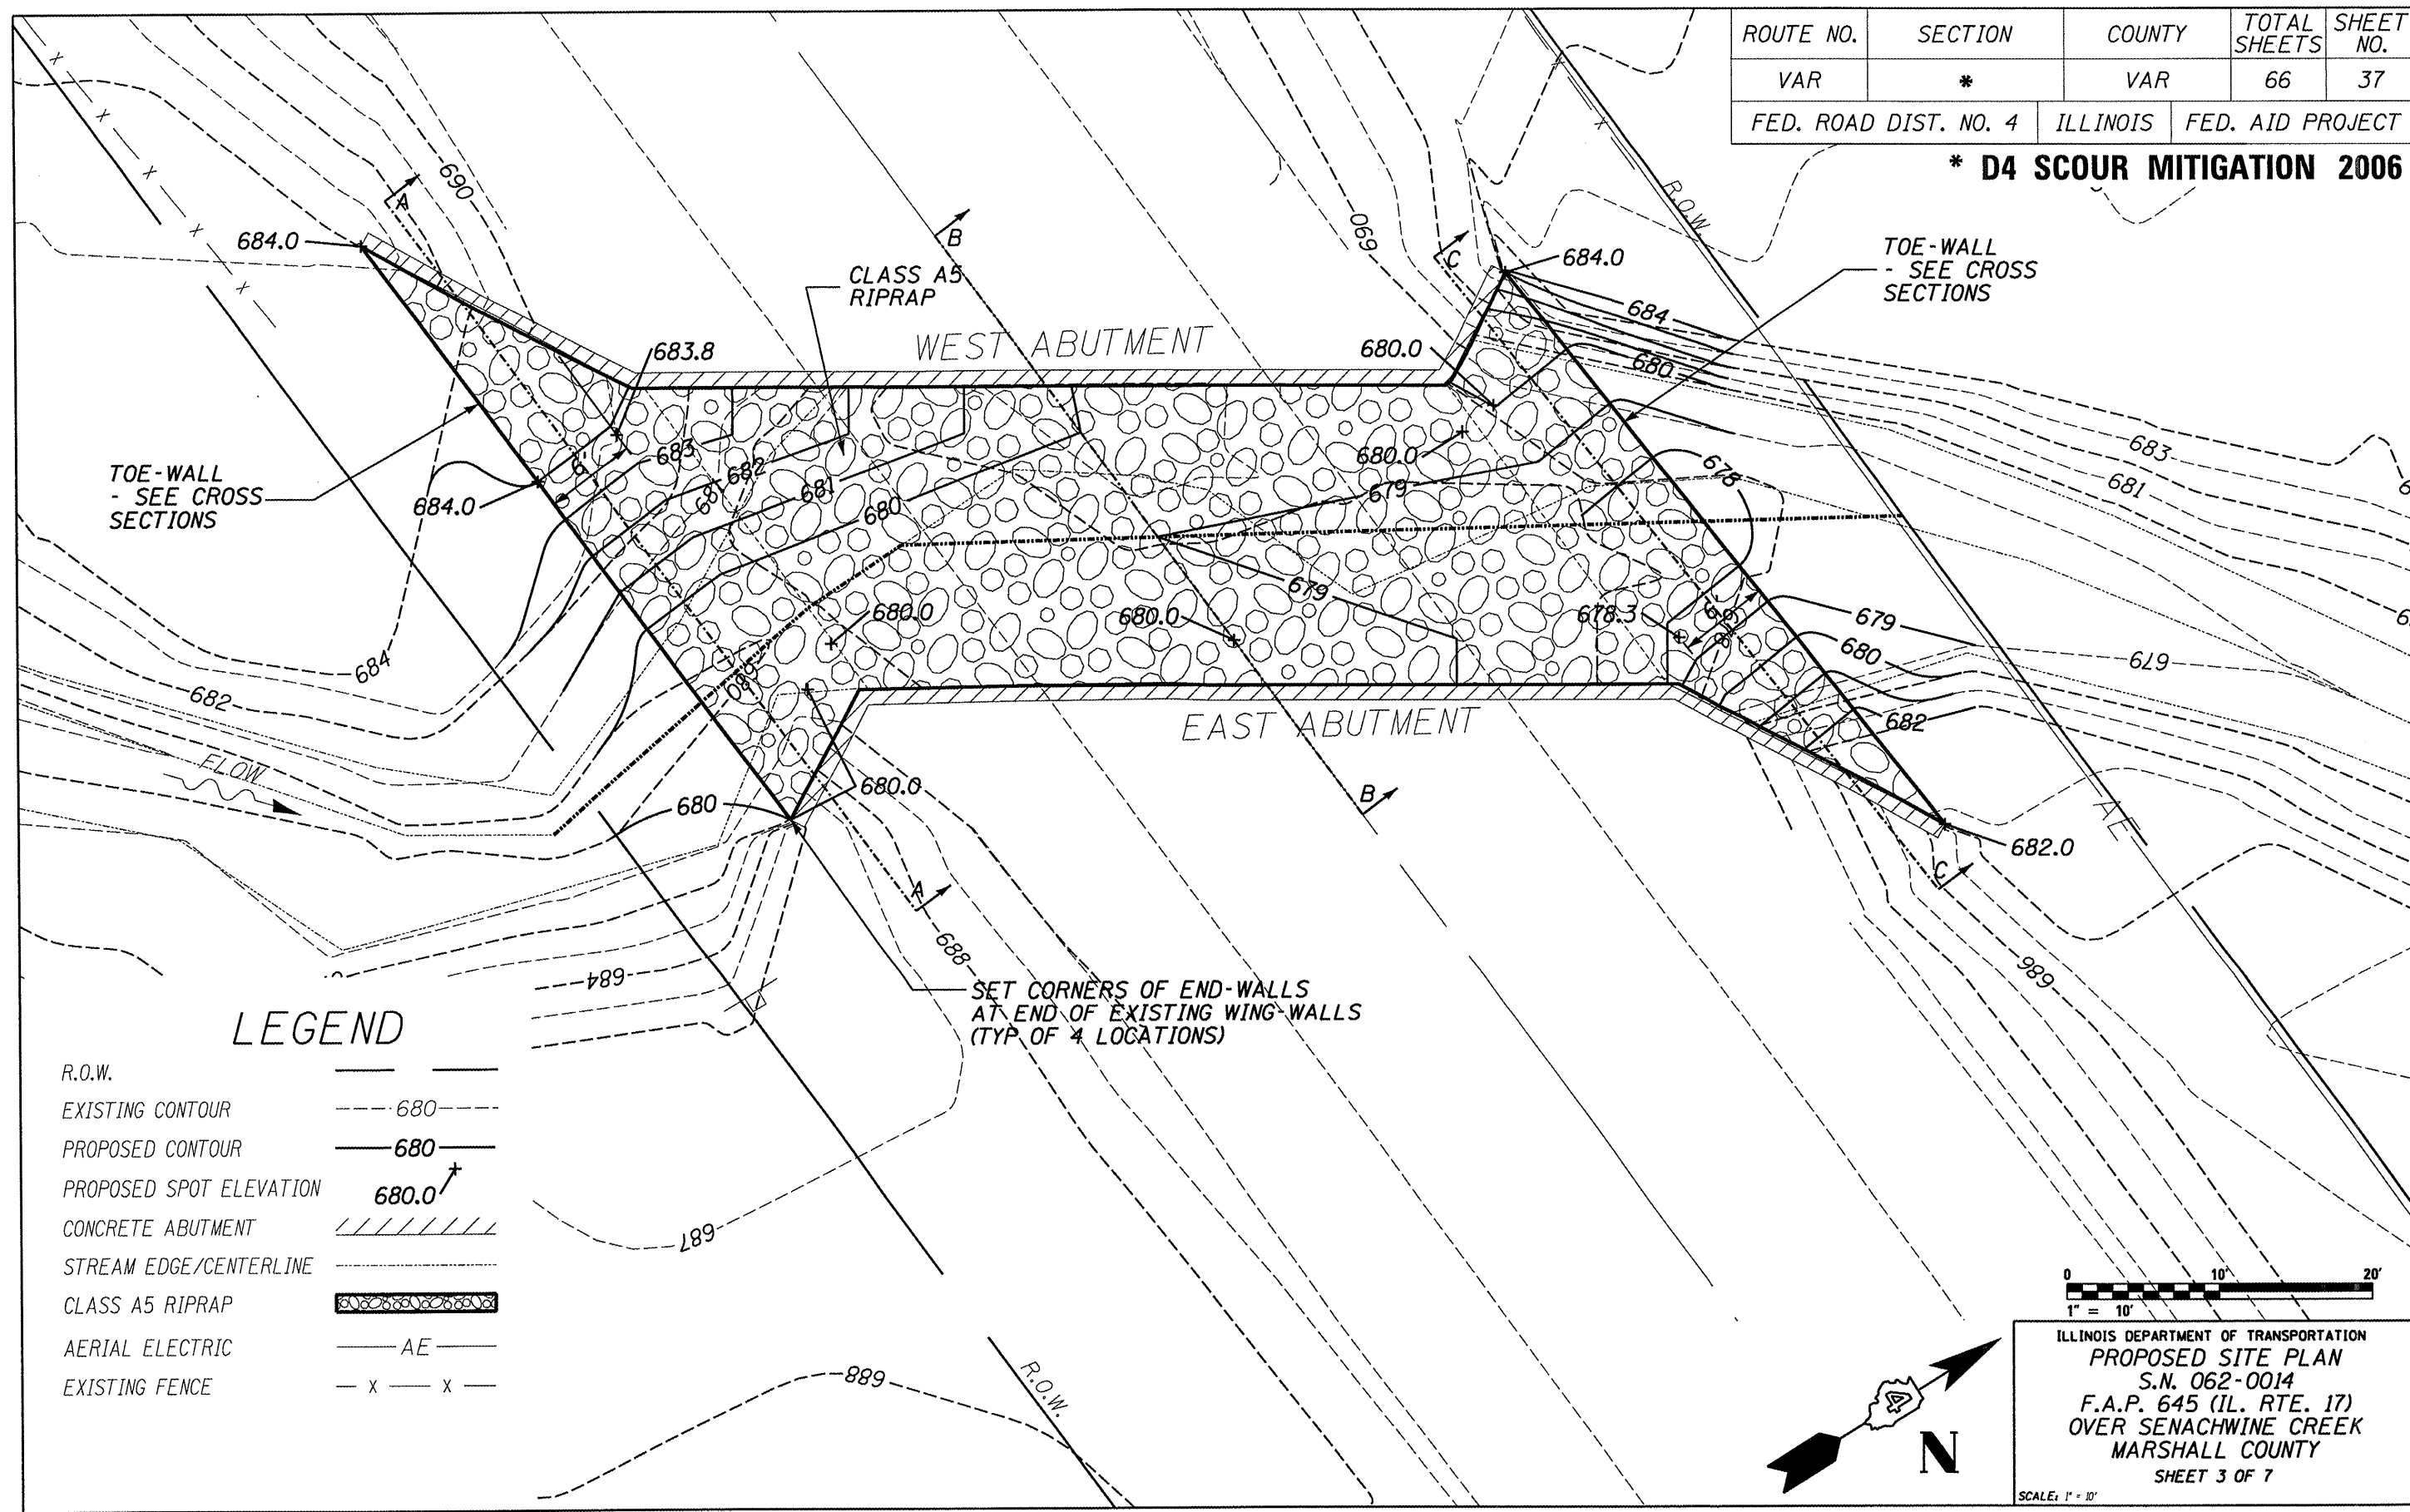 ROUTE NO. SECTION COUNTY TOTAL SHEETS SHEET NO.
VAR * VAR 66 37
FED. ROAD DIST. NO. 4 ILLINOIS FED. AID PROJECT
* D4 SCOUR MITIGATION 2006
X
X
X
X
X
X
X
690
A
684.0
B
CLASS A5
RIPRAP
690
C
684.0
R.O.W.
TOE-WALL
- SEE CROSS
SECTIONS
684
683.8
WEST ABUTMENT
680.0
680
683
682
681
680
680.0
679
678
683
681
TOE-WALL
- SEE CROSS
SECTIONS
684.0
6'
680.0
680.0
679
678.3
679
680
679
684
682
680
682
EAST ABUTMENT
FLOW
680
680.0
B
AE
682.0
C
A
688
686
684
SET CORNERS OF END-WALLS
AT END OF EXISTING WING-WALLS
(TYP OF 4 LOCATIONS)
LEGEND
R.O.W.
EXISTING CONTOUR 680
PROPOSED CONTOUR 680
PROPOSED SPOT ELEVATION 680.0
CONCRETE ABUTMENT
STREAM EDGE/CENTERLINE
CLASS A5 RIPRAP
AERIAL ELECTRIC AE
EXISTING FENCE X X
687
688
R.O.W.
0 10' 20'
1" = 10'
4
N
ILLINOIS DEPARTMENT OF TRANSPORTATION
PROPOSED SITE PLAN
S.N. 062-0014
F.A.P. 645 (IL. RTE. 17)
OVER SENACHWINE CREEK
MARSHALL COUNTY
SHEET 3 OF 7
SCALE: 1" = 10'